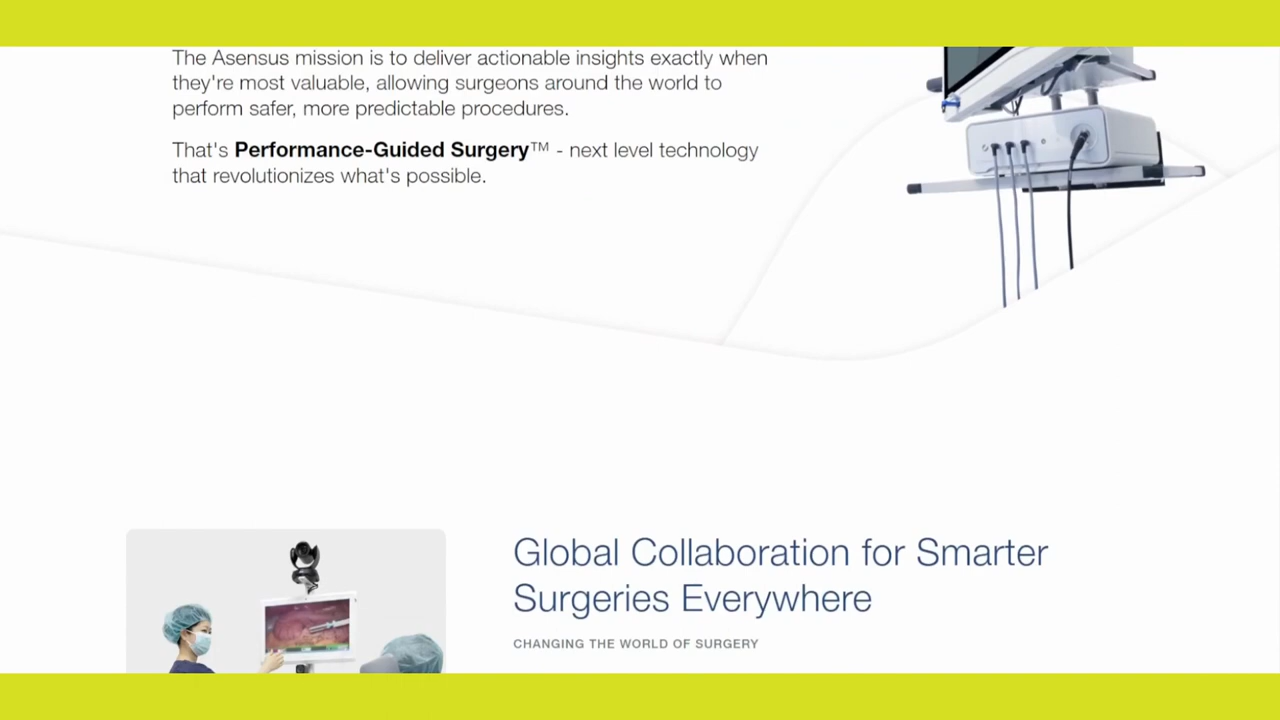 The Asensus mission is to deliver actionable insights exactly when
they're most valuable, allowing surgeons around the world to
perform safer, more predictable procedures.
That's Performance-Guided Surgery™ - next level technology
that revolutionizes what's possible.
Global Collaboration for Smarter
Surgeries Everywhere
CHANGING THE WORLD OF SURGERY